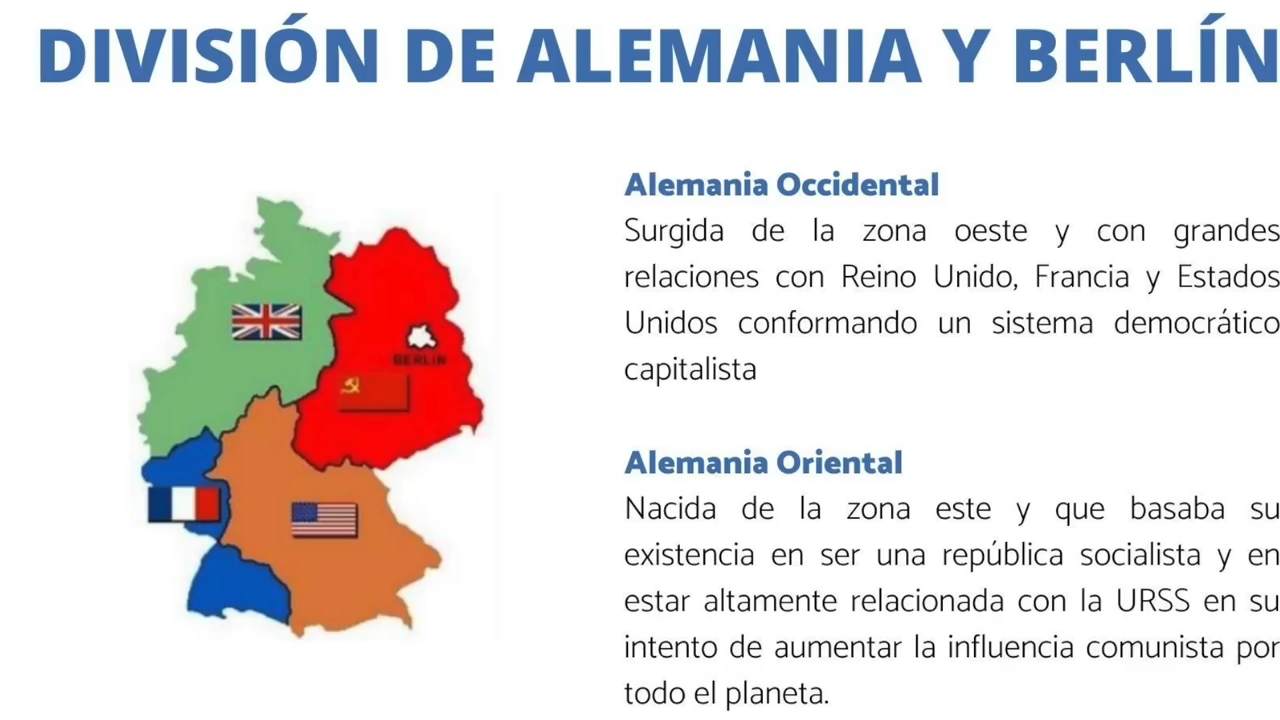 DIVISIÓN DE ALEMANIA Y BERLÍN
BERLIN
Alemania Occidental
Surgida de la zona oeste y con grandes
relaciones con Reino Unido, Francia y Estados
Unidos conformando un sistema democrático
capitalista
Alemania Oriental
Nacida de la zona este y que basaba su
existencia en ser una república socialista y en
estar altamente relacionada con la URSS en su
intento de aumentar la influencia comunista por
todo el planeta.